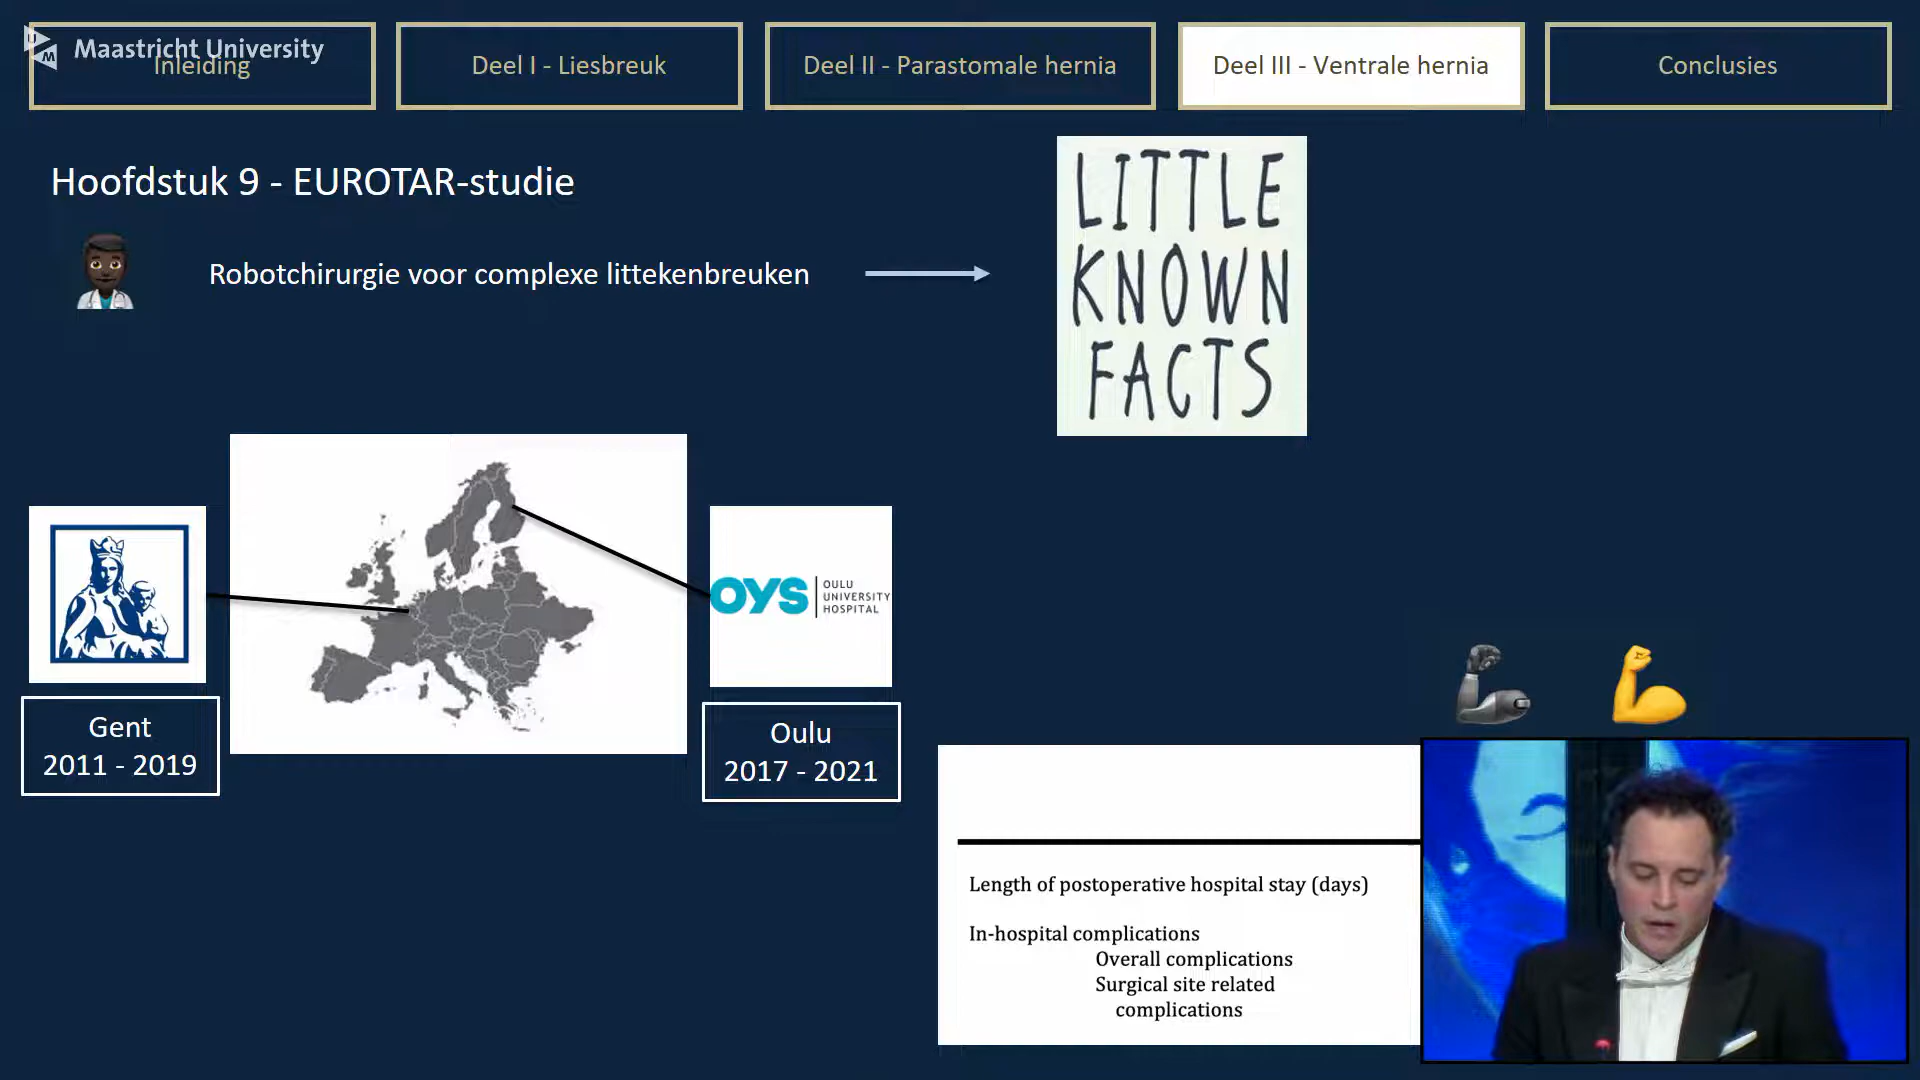 Maastricht University
Inleiding
Deel I - Liesbreuk
Deel II - Parastomale hernia
Deel III - Ventrale hernia
Conclusies
Hoofdstuk 9 - EUROTAR-studie
Robotchirurgie voor complexe littekenbreuken
LITTLE
KNOWN
FACTS
OYS
OULU
UNIVERSITY
HOSPITAL
Gent
2011 - 2019
Oulu
2017 - 2021
Length of postoperative hospital stay (days)
In-hospital complications
Overall complications
Surgical site related
complications